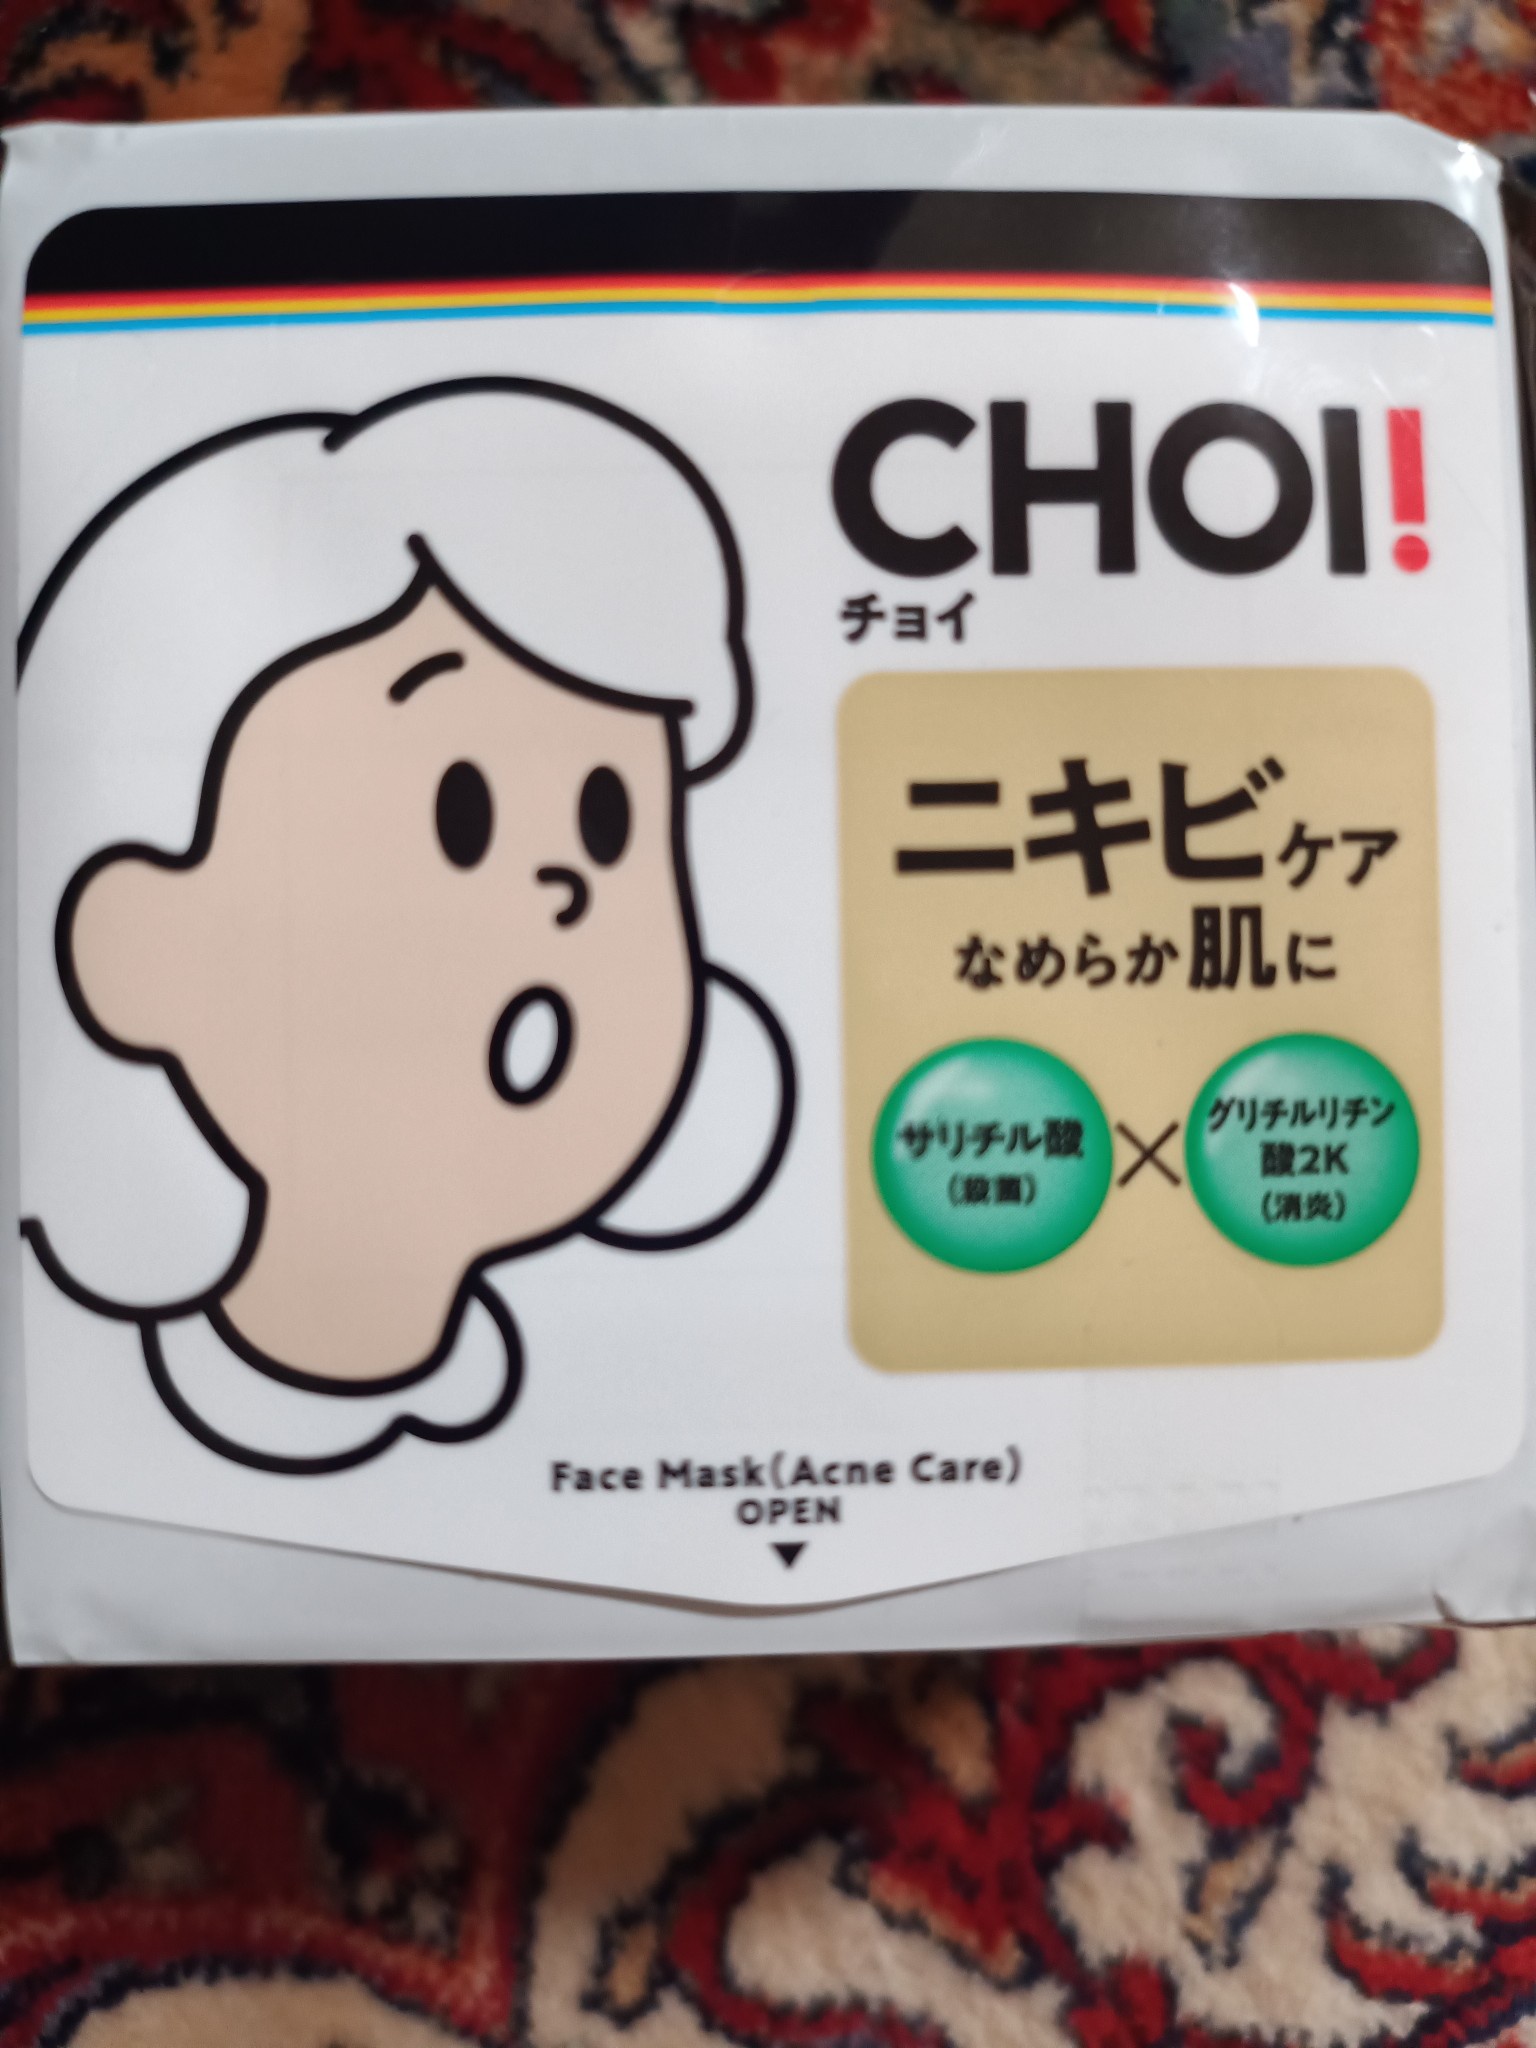 CHOI!
チョイ
ニキビケア
なめらか肌に
サリチル酸
(殺菌)
×
グリチルリチン
酸2K
(消炎)
Face Mask(Acne Care)
OPEN
▼